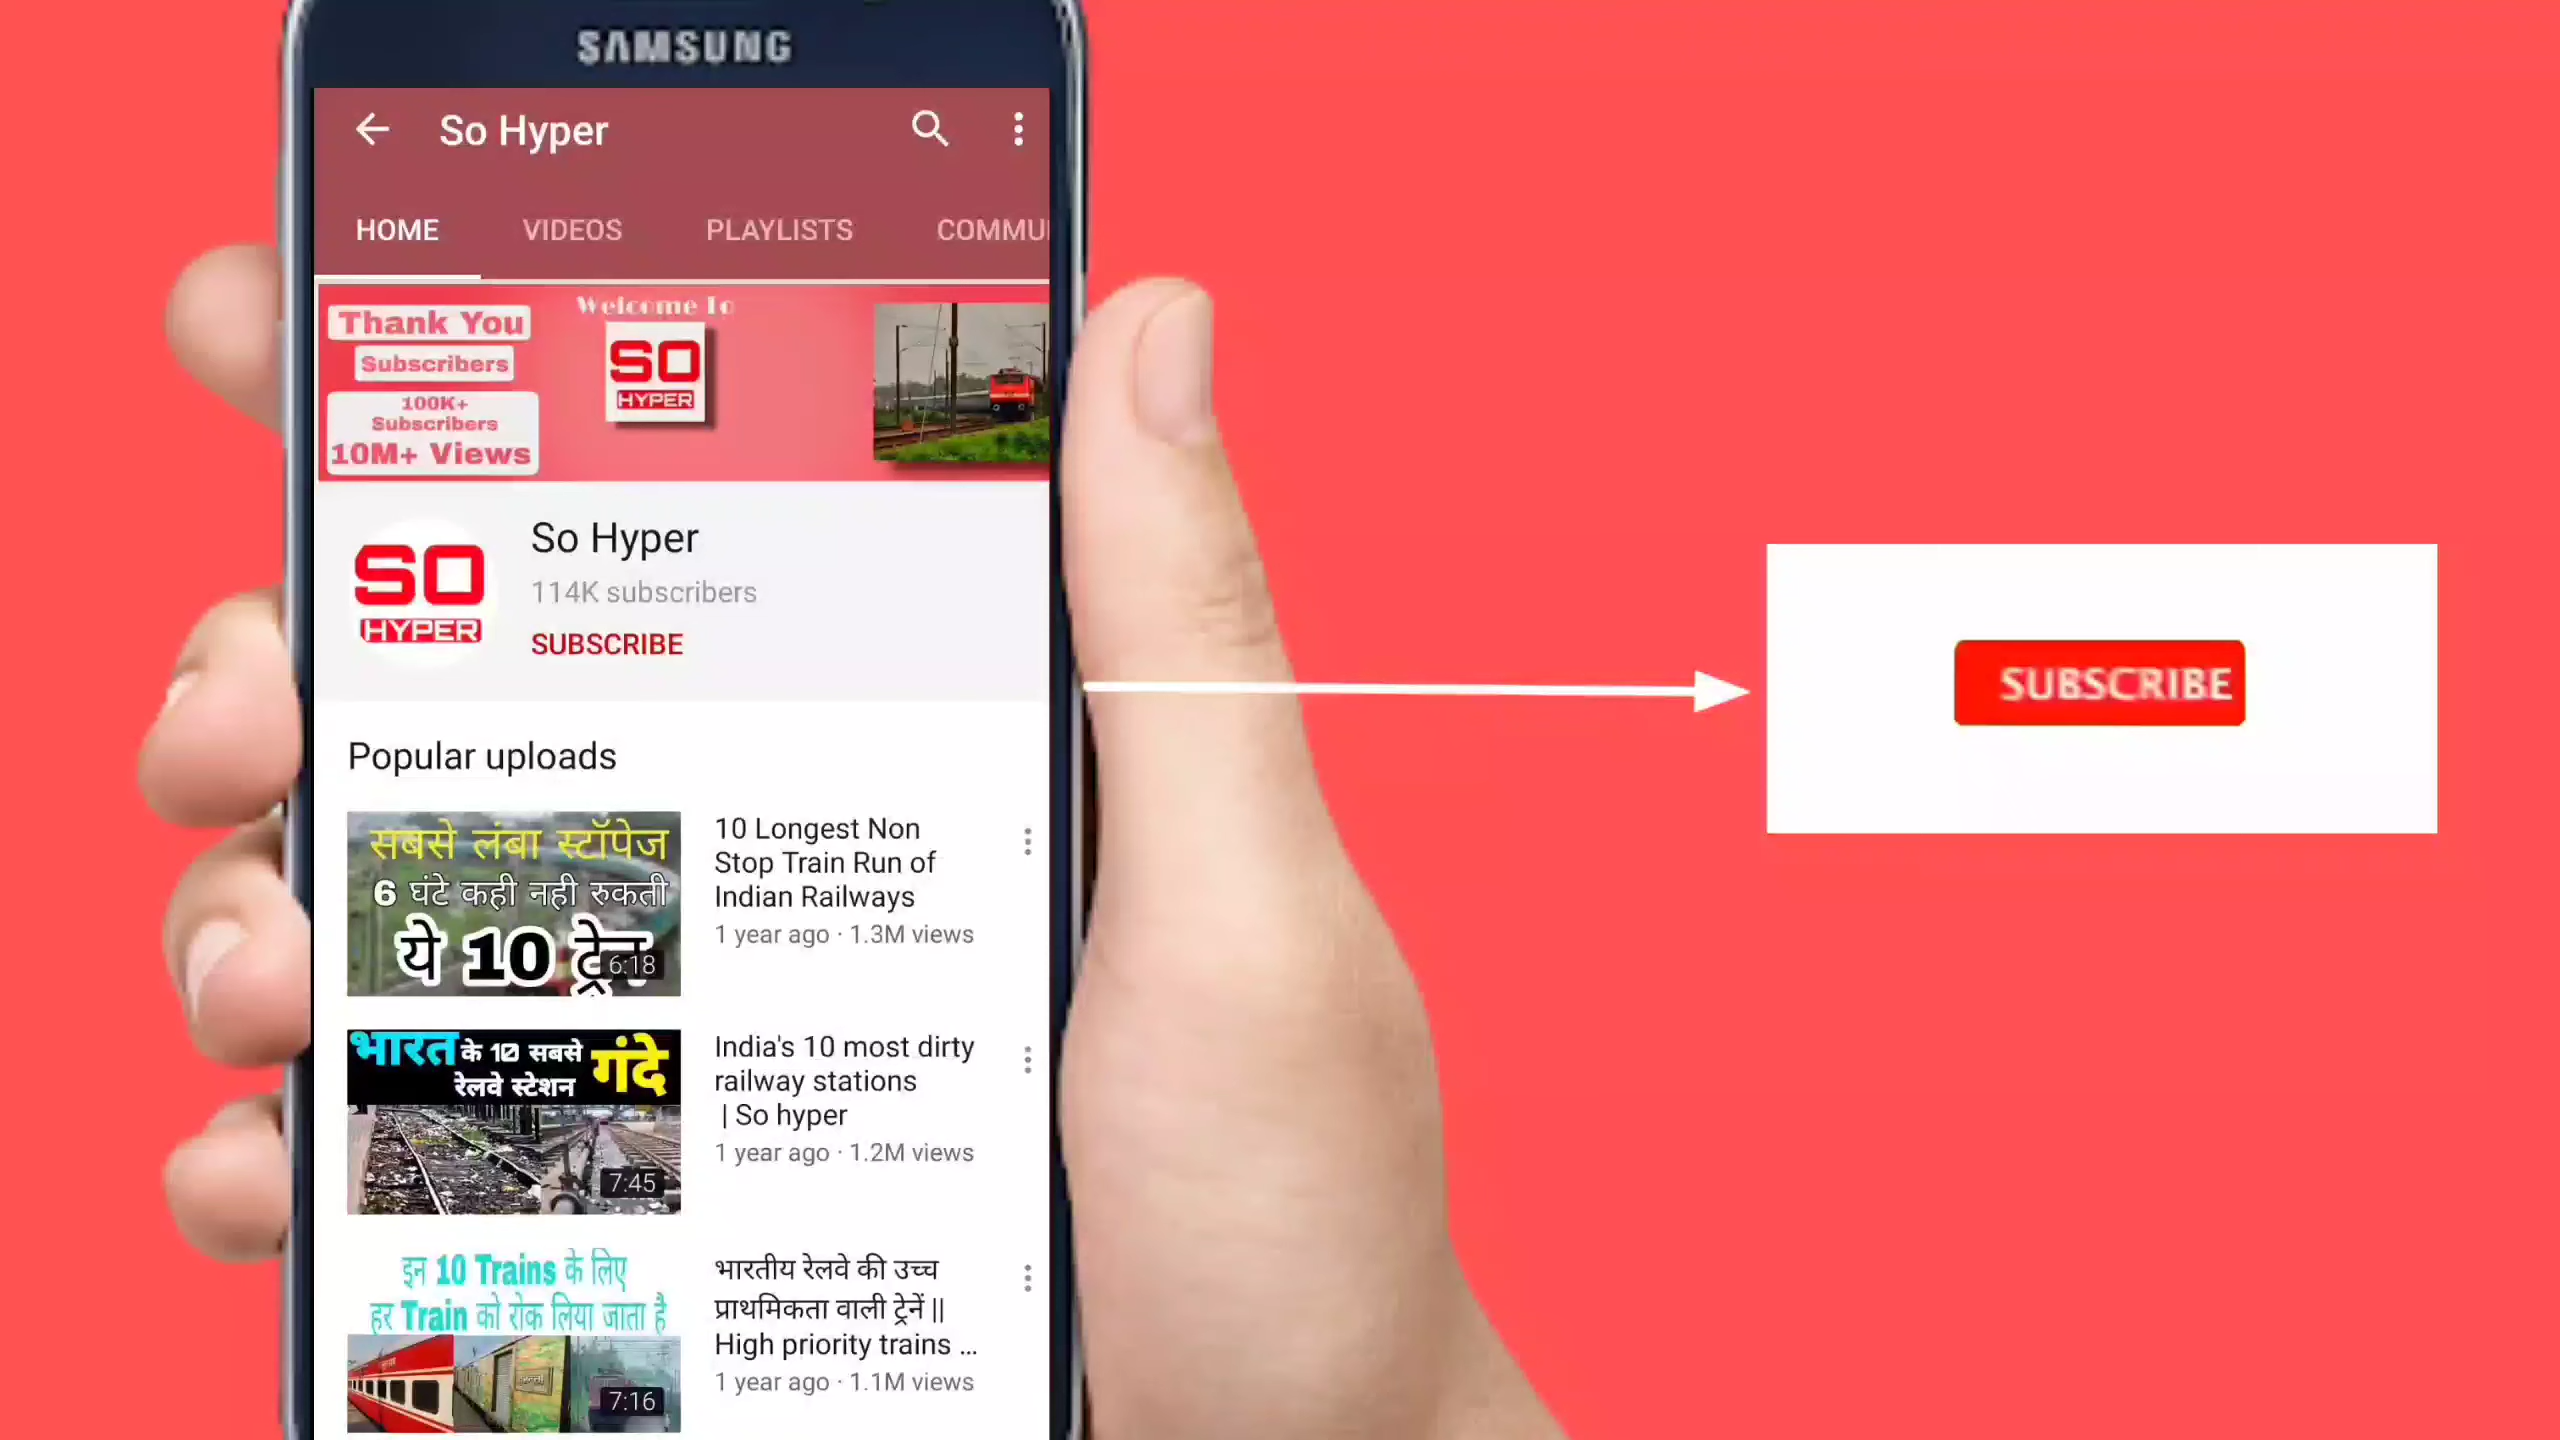 SAMSUNG
So Hyper
HOME VIDEOS PLAYLISTS COMMU
Thank You
Subscribers
100K+
Subscribers
10M+ Views
Welcome To
SO
HYPER
SO
HYPER
So Hyper
114K subscribers
SUBSCRIBE
SUBSCRIBE
Popular uploads
सबसे लंबा स्टॉपेज
6 घंटे कही नही रुकती
ये 10 ट्रेन
6:18
10 Longest Non
Stop Train Run of
Indian Railways
1 year ago · 1.3M views
भारत के 10 सबसे गंदे
रेलवे स्टेशन
7:45
India's 10 most dirty
railway stations
| So hyper
1 year ago · 1.2M views
इन 10 Trains के लिए
हर Train को रोक लिया जाता है
7:16
भारतीय रेलवे की उच्च
प्राथमिकता वाली ट्रेनें ||
High priority trains ...
1 year ago · 1.1M views